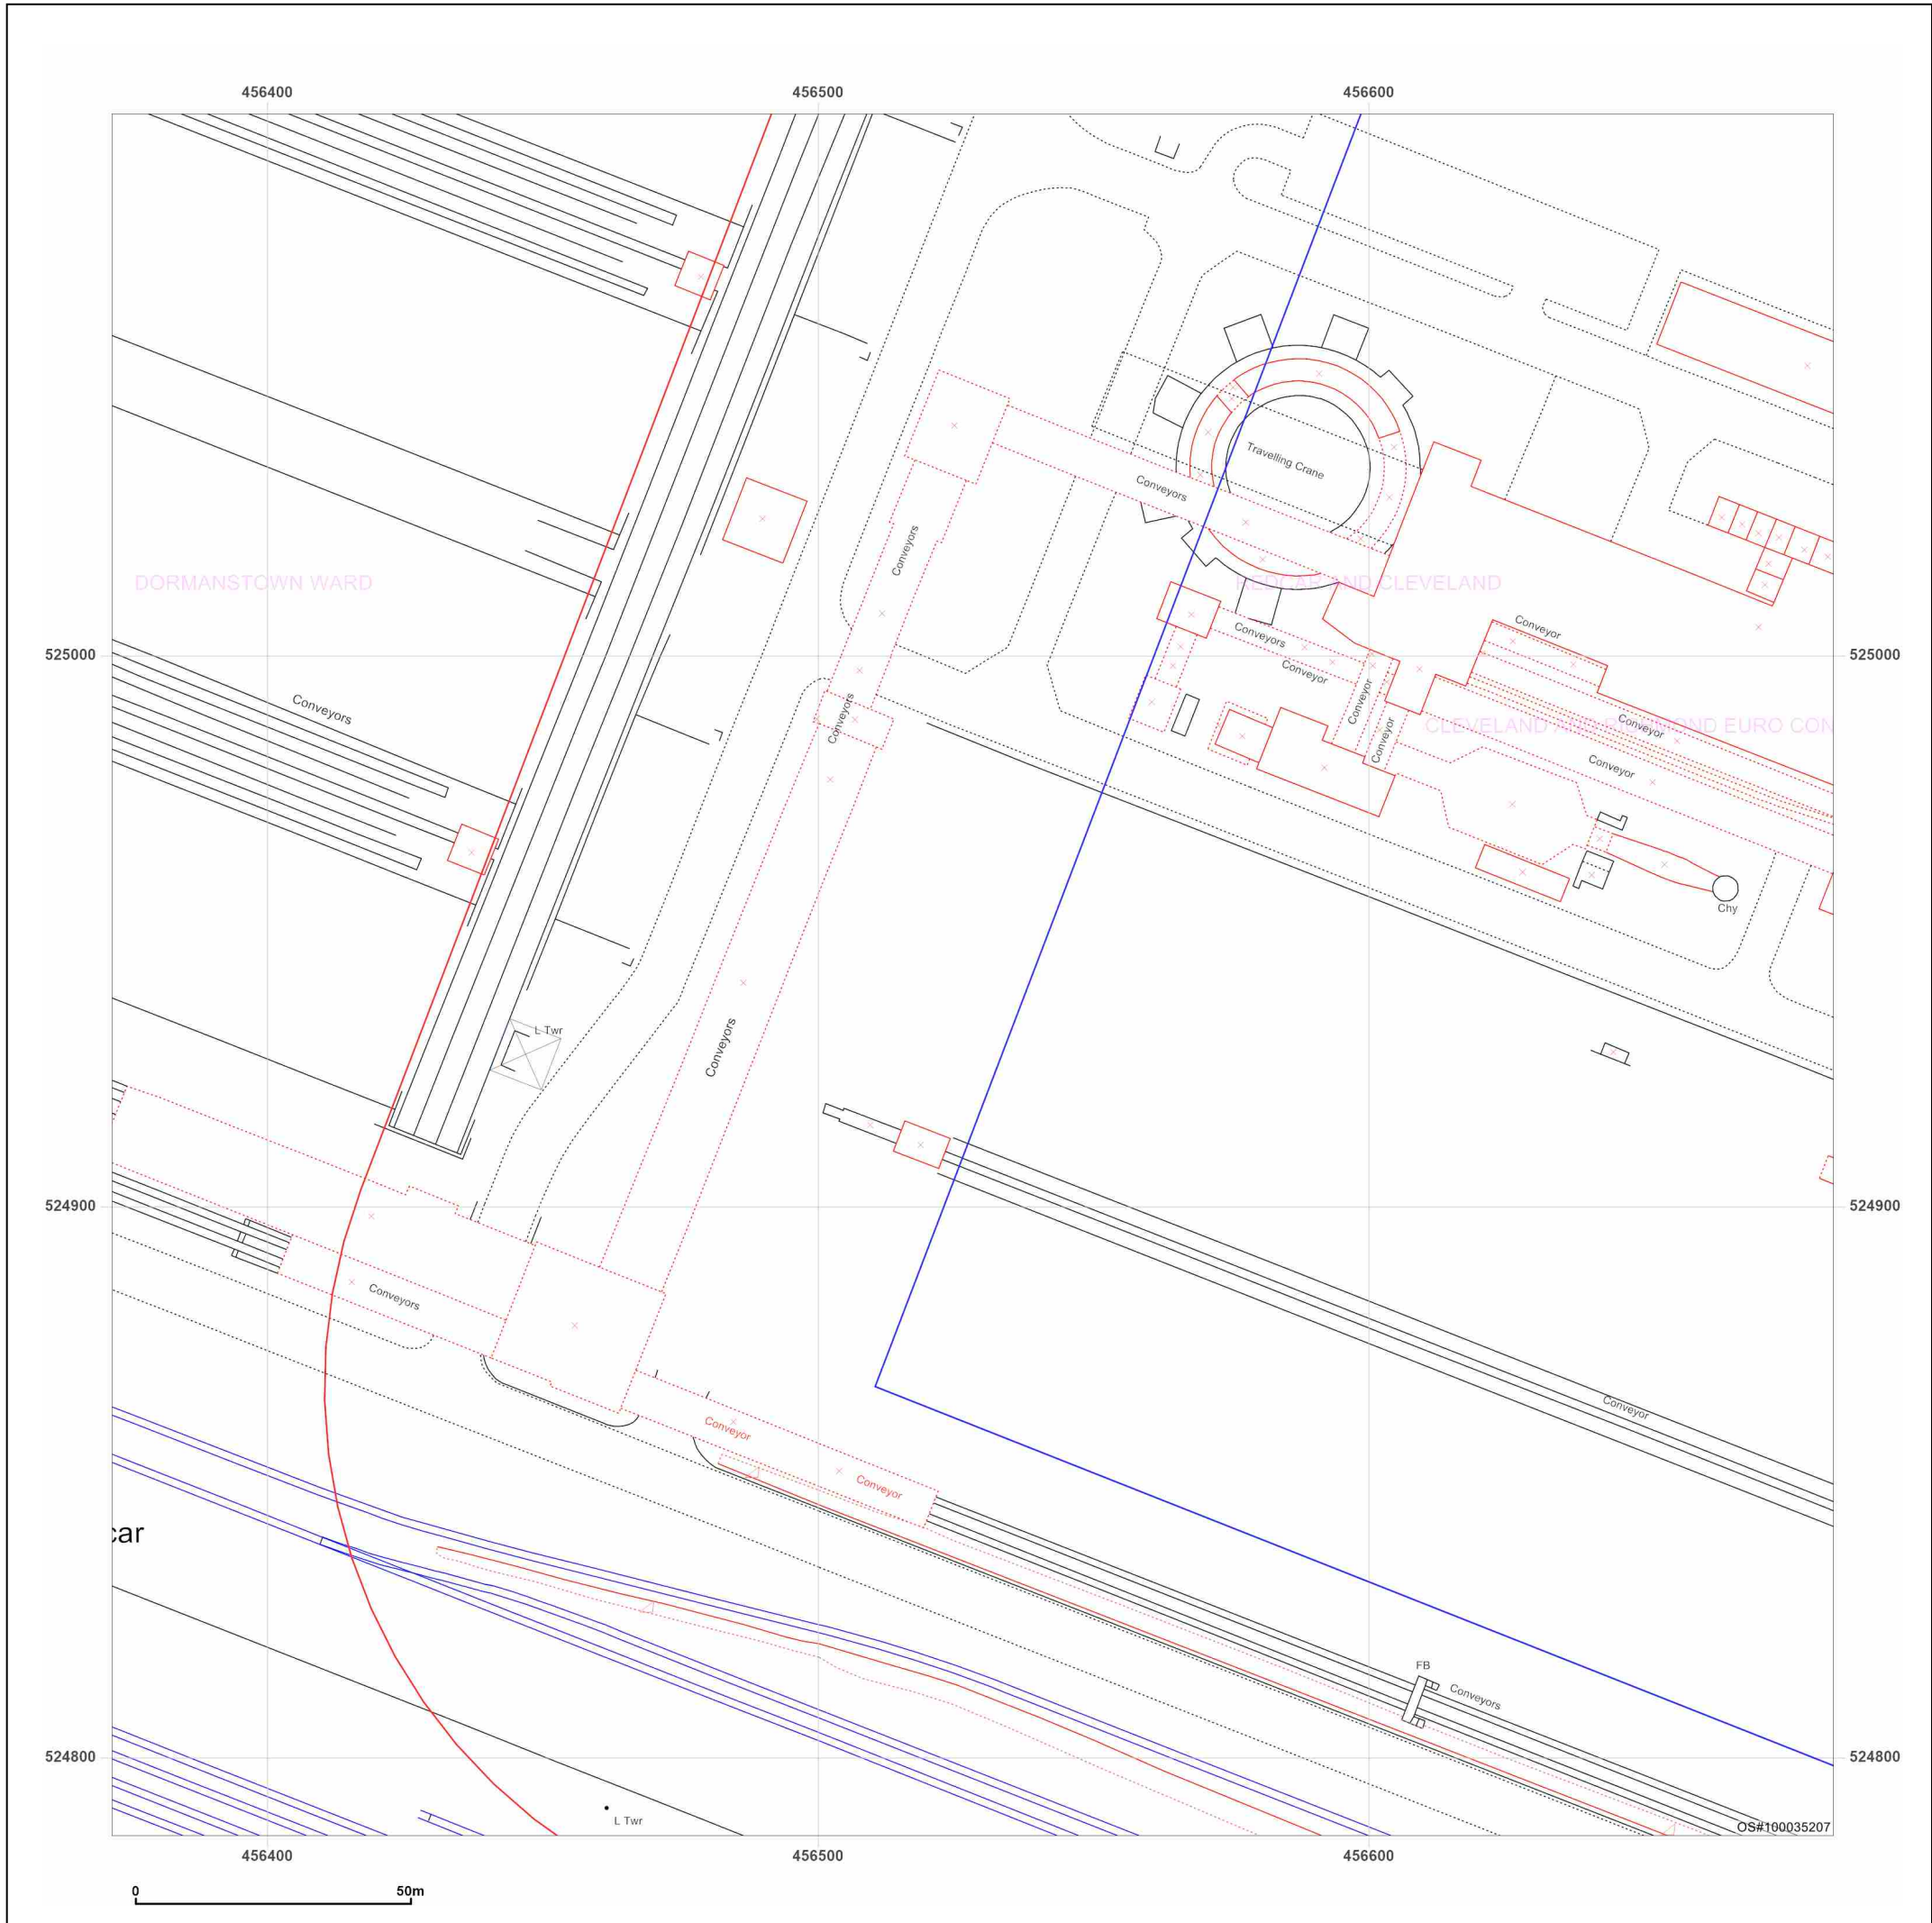 456400
456500
456600
Travelling Crane
Conveyors
Conveyors
DORMANSTOWN WARD
REDCAR AND CLEVELAND
Conveyor
Conveyors
525000
525000
Conveyor
Conveyors
Conveyor
Conveyors
Conveyor
CLEVELAND AND RICHMOND EURO CON
Conveyor
Conveyor
Chy
L Twr
Conveyors
524900
524900
Conveyors
Conveyor
Conveyor
Conveyor
car
FB
Conveyors
524800
524800
L Twr
OS#100035207
456400
456500
456600
0
50m